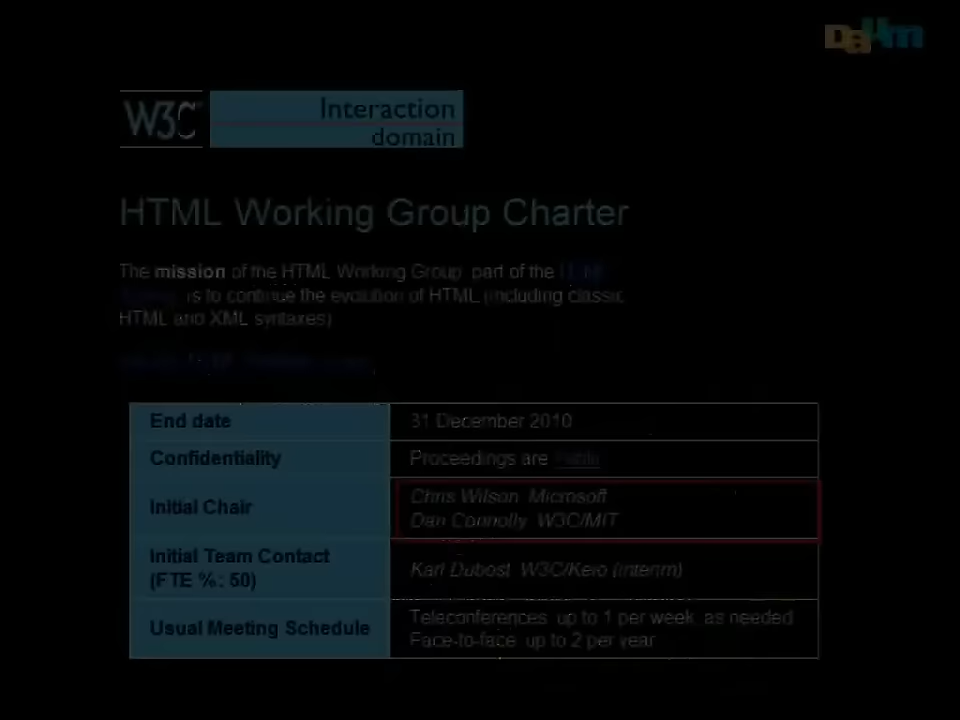 Daum
W3C
Interaction
domain
HTML Working Group Charter
The mission of the HTML Working Group, part of the HTML
is to continue the evolution of HTML (including classic
HTML and XML syntaxes)
End date
31 December 2010
Confidentiality
Proceedings are Public
Initial Chair
Chris Wilson, Microsoft
Dan Connolly, W3C/MIT
Initial Team Contact
(FTE %: 50)
Karl Dubost, W3C/Keio (interim)
Usual Meeting Schedule
Teleconferences: up to 1 per week, as needed
Face-to-face: up to 2 per year